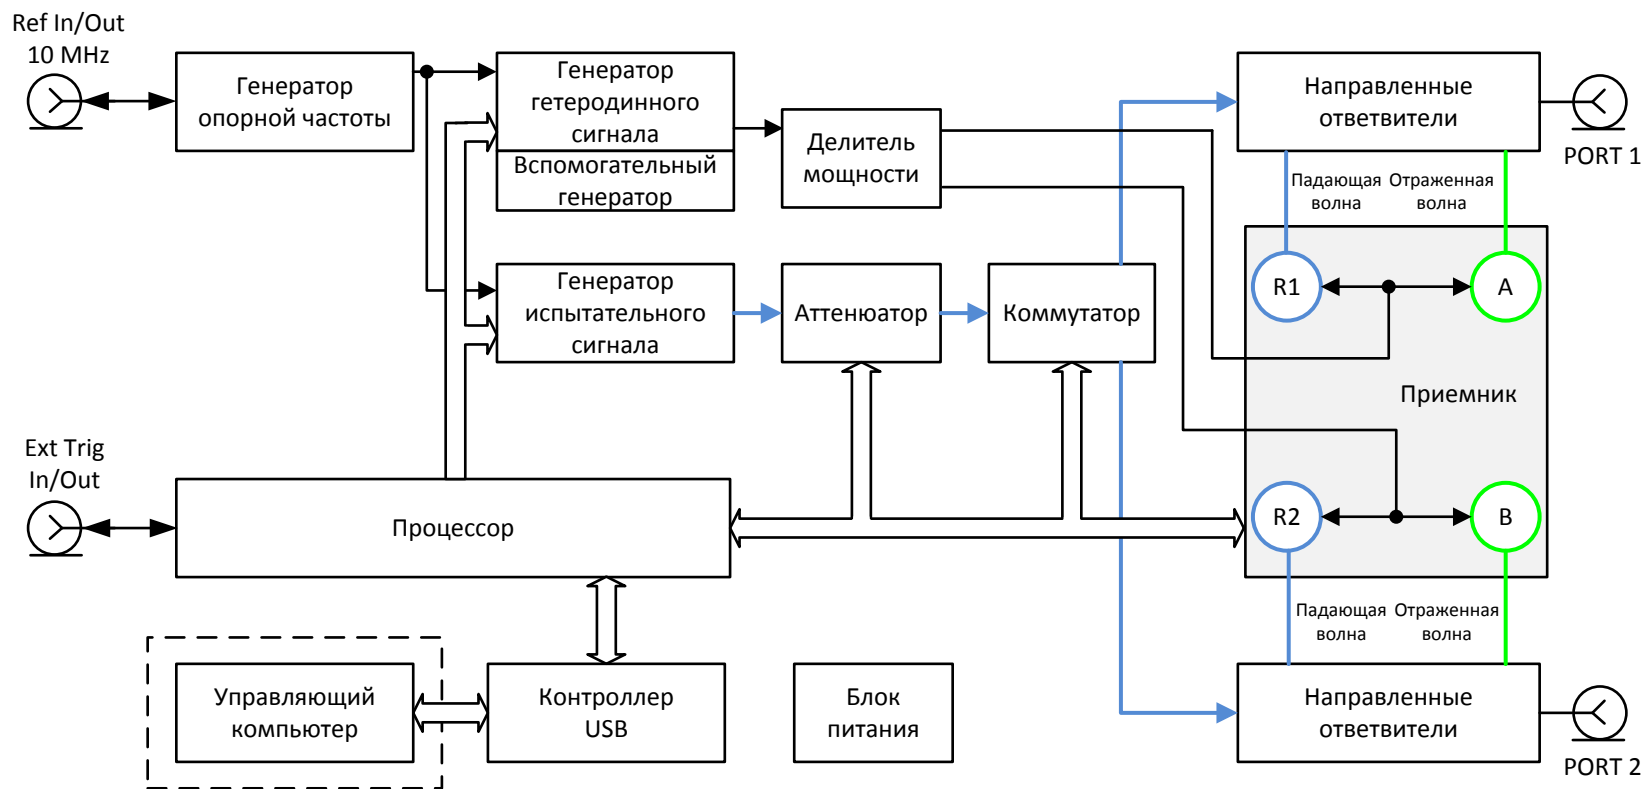 Ref In/Out
10 MHz
Генератор
опорной частоты
Генератор
гетеродинного
сигнала
Вспомогательный
генератор
Делитель
мощности
Направленные
ответвители
PORT 1
Падающая
волна
Отраженная
волна
Генератор
испытательного
сигнала
Аттенюатор
Коммутатор
R1
A
Приемник
Ext Trig
In/Out
Процессор
R2
B
Падающая
волна
Отраженная
волна
Управляющий
компьютер
Контроллер
USB
Блок
питания
Направленные
ответвители
PORT 2